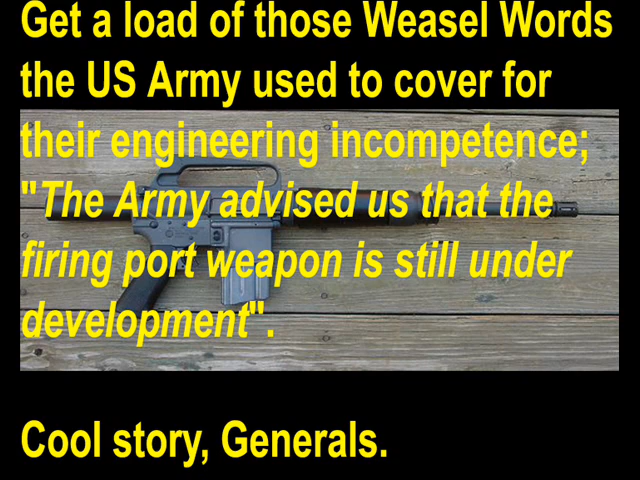 Get a load of those Weasel Words
the US Army used to cover for
their engineering incompetence;
"The Army advised us that the
firing port weapon is still under
development".
Cool story, Generals.